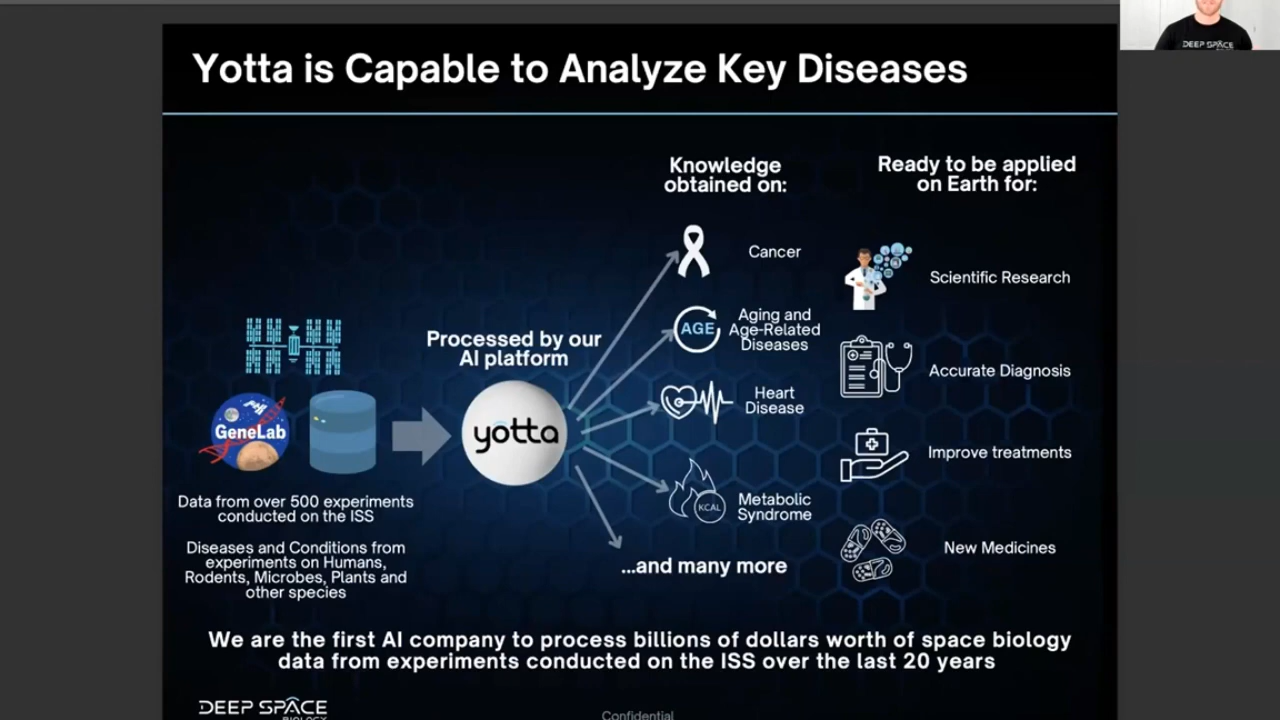 DEEP SPACE
Yotta is Capable to Analyze Key Diseases
Knowledge
obtained on:
Ready to be applied
on Earth for:
Cancer
Scientific Research
AGE
Aging and
Age-Related
Diseases
Processed by our
AI platform
Accurate Diagnosis
Heart
Disease
GeneLab
yotta
Improve treatments
Data from over 500 experiments
conducted on the ISS
KCAL
Metabolic
Syndrome
Diseases and Conditions from
experiments on Humans,
Rodents, Microbes, Plants and
other species
New Medicines
...and many more
We are the first AI company to process billions of dollars worth of space biology
data from experiments conducted on the ISS over the last 20 years
DEEP SPACE
BIOLOGY
Confidential